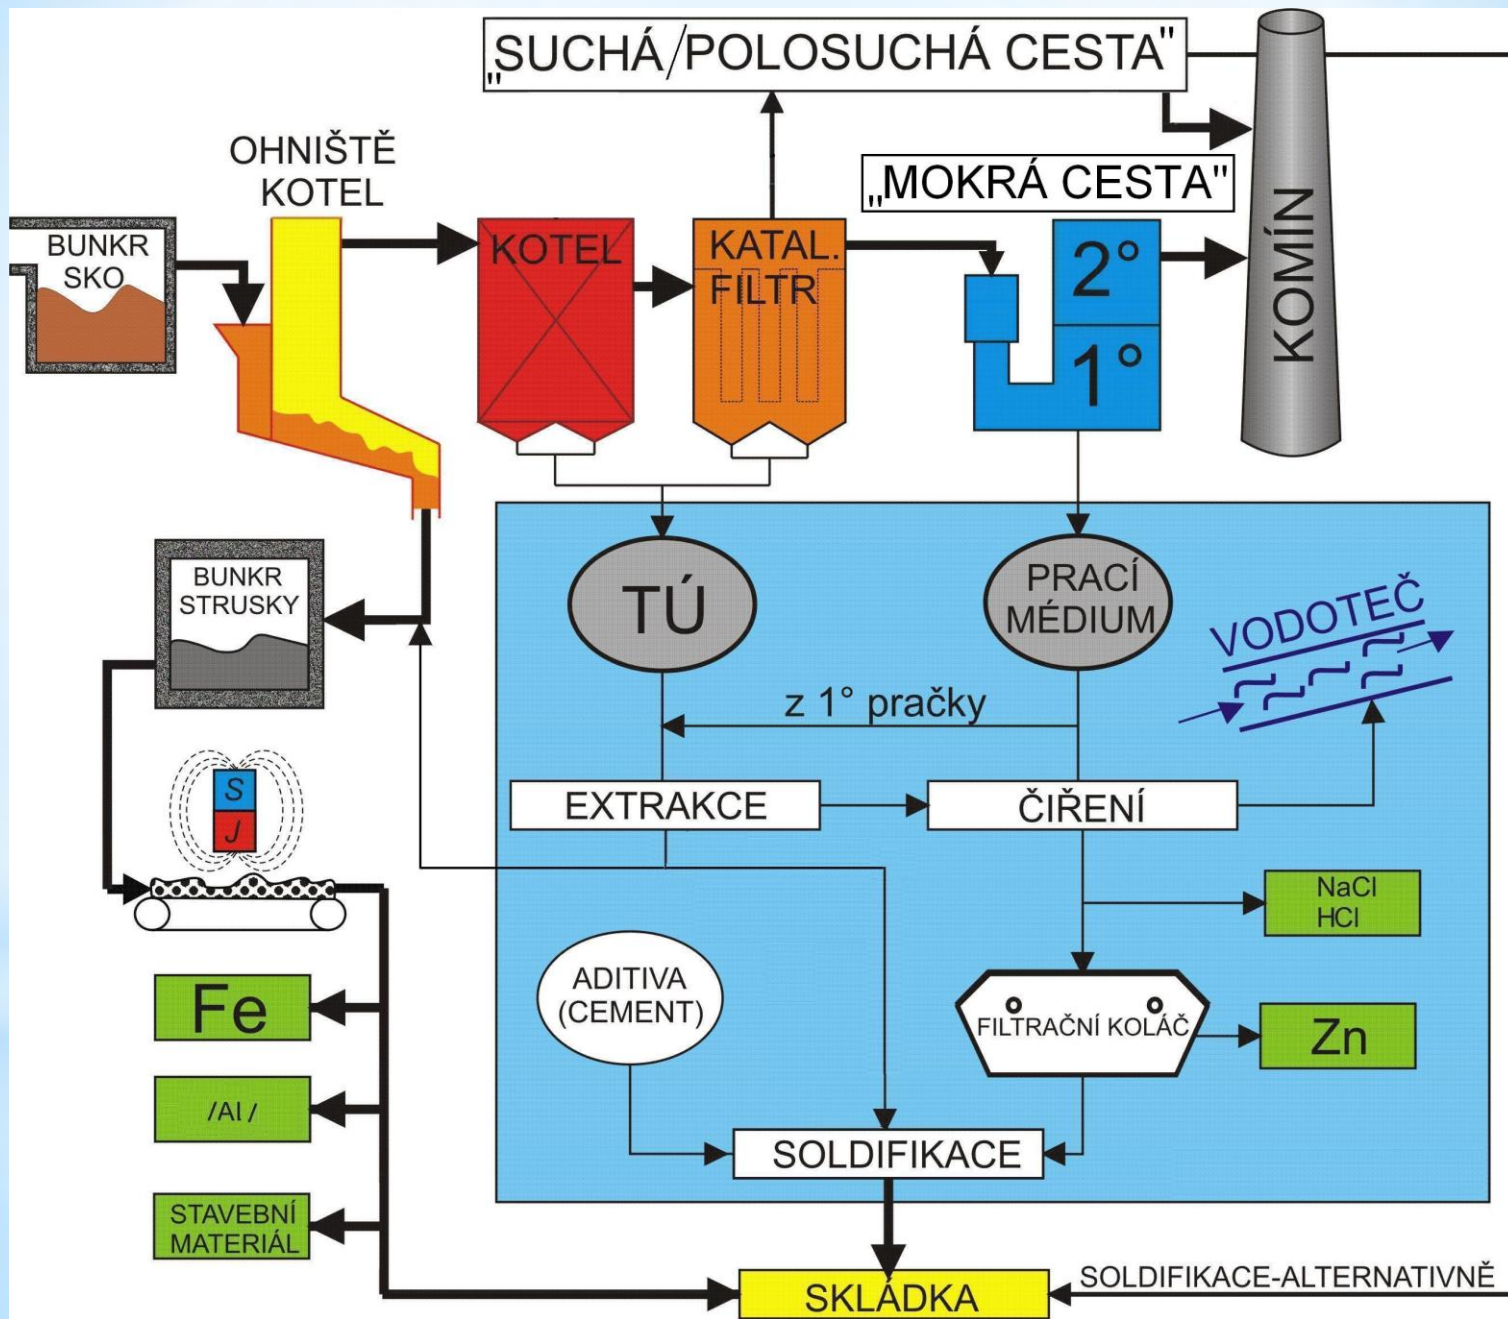 „SUCHÁ/POLOSUCHÁ CESTA"
OHNIŠTĚ
KOTEL
„MOKRÁ CESTA"
BUNKR
SKO
KOTEL
KATAL.
FILTR
2°
1°
KOMÍN
BUNKR
STRUSKY
TÚ
PRACÍ
MÉDIUM
VODOTEČ
z 1° pračky
S
J
EXTRAKCE
ČIŘENÍ
NaCl
HCl
ADITIVA
(CEMENT)
Fe
FILTRAČNÍ KOLÁČ
Zn
/Al /
SOLDIFIKACE
STAVEBNÍ
MATERIÁL
SOLDIFIKACE-ALTERNATIVNĚ
SKLÁDKA